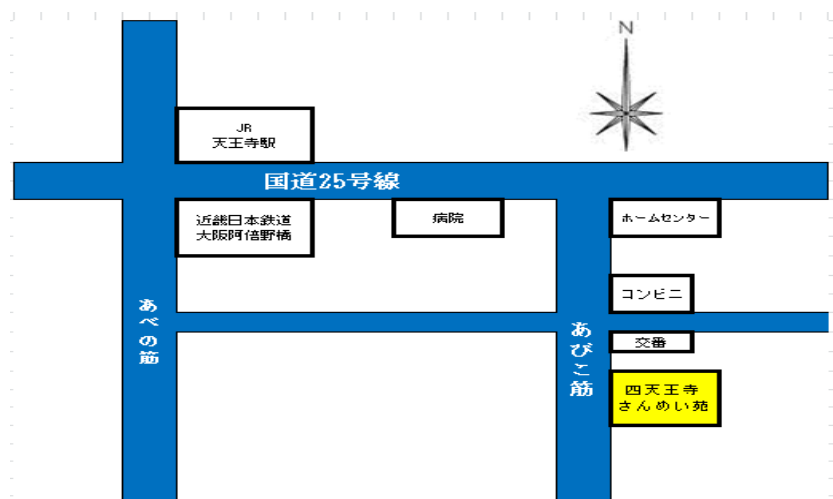 N
JR
天王寺駅
国道25号線
近畿日本鉄道
大阪阿倍野橋
病院
ホームセンター
コンビニ
あべの筋
あびこ筋
交番
四天王寺
さんめい苑